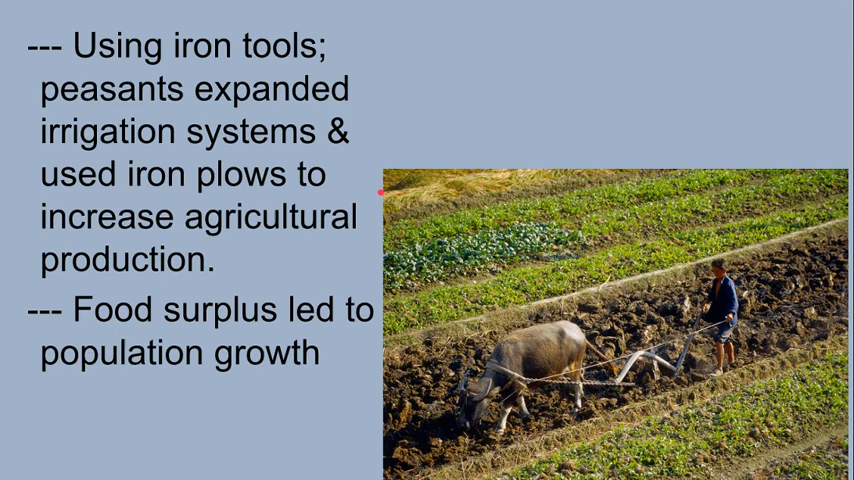 --- Using iron tools;
peasants expanded
irrigation systems &
used iron plows to
increase agricultural
production.
--- Food surplus led to
population growth